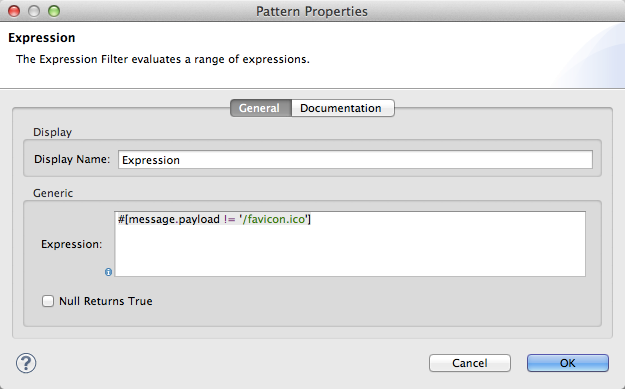 Pattern Properties
Expression
The Expression Filter evaluates a range of expressions.
General Documentation
Display
Display Name: Expression
Generic
#[message.payload != '/favicon.ico']
Expression:
Null Returns True
? Cancel OK